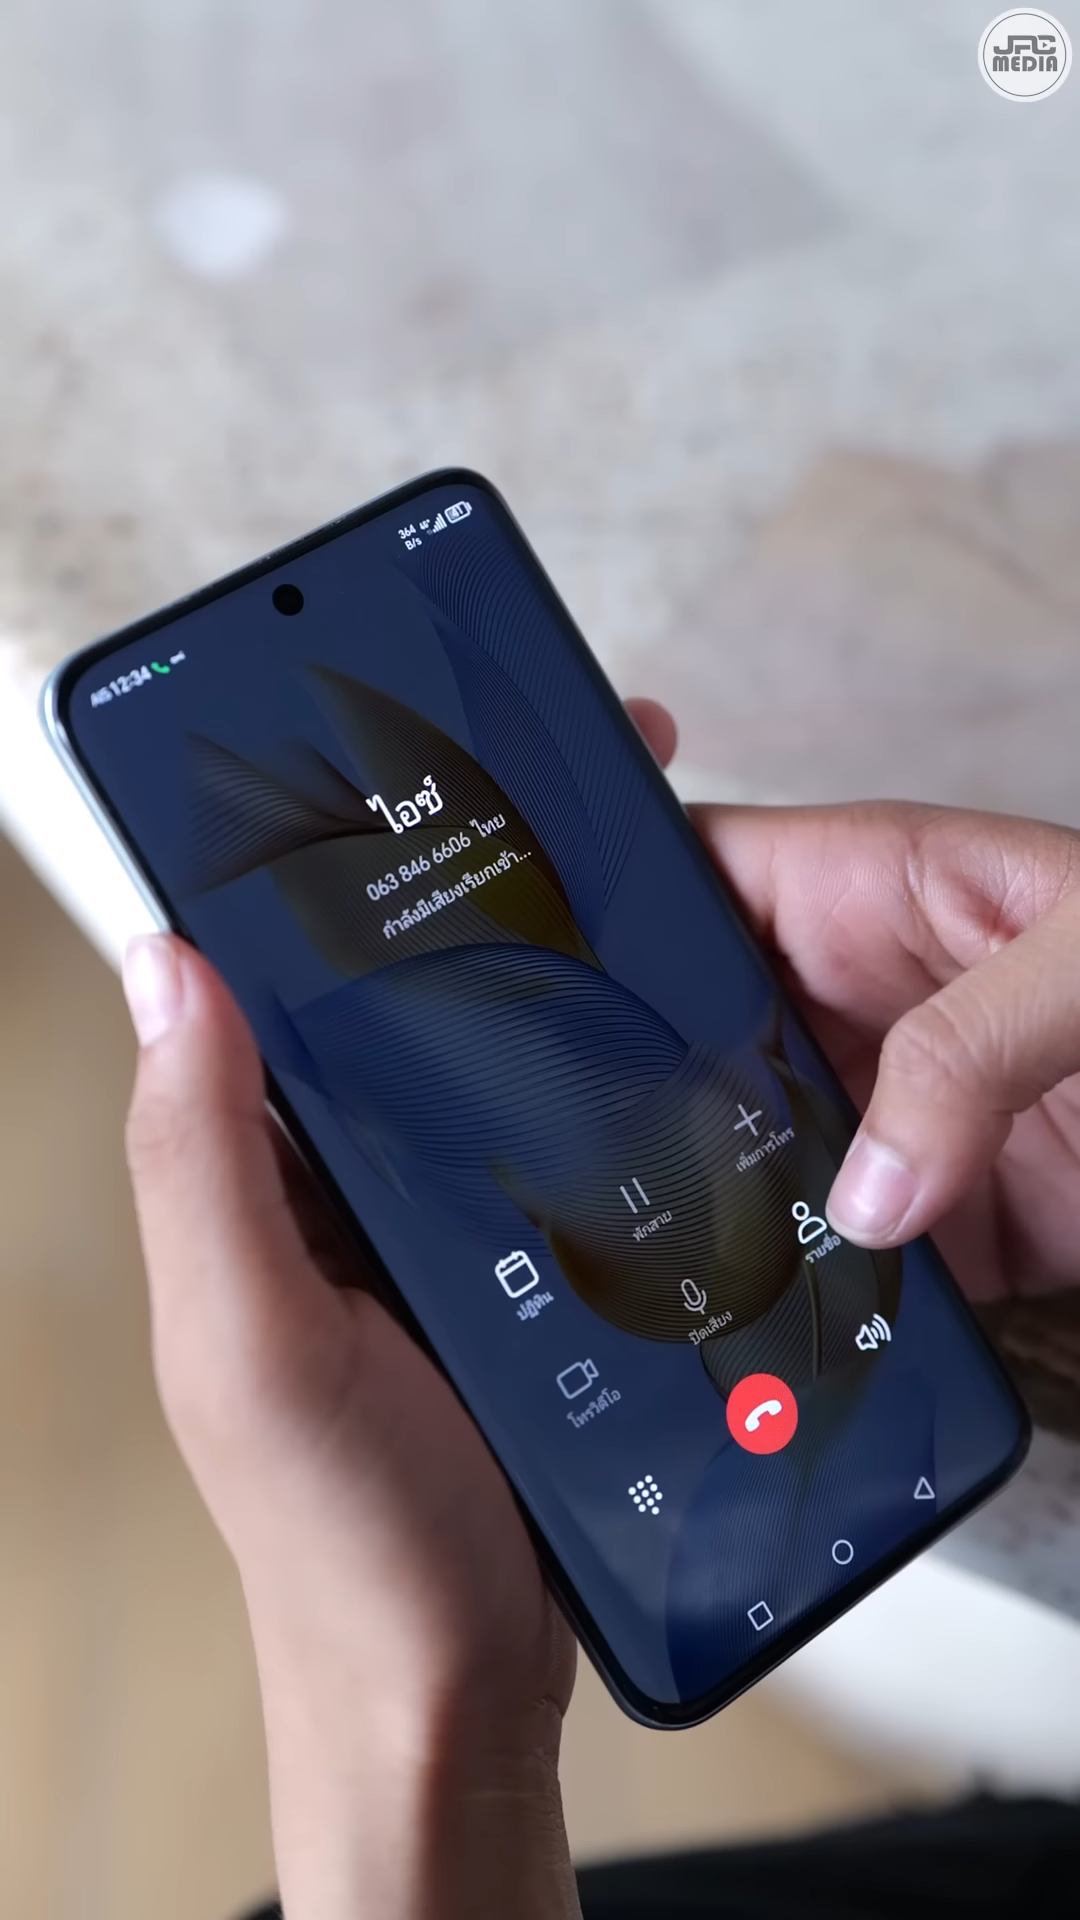 JPC
MEDIA
364
B/s
41
AIS 12:34
ไอซ์
063 846 6606 ไทย
กำลังมีเสียงเรียกเข้า...
เพิ่มการโทร
พักสาย
รายชื่อ
ปฏิทิน
ปิดเสียง
โทรวิดีโอ